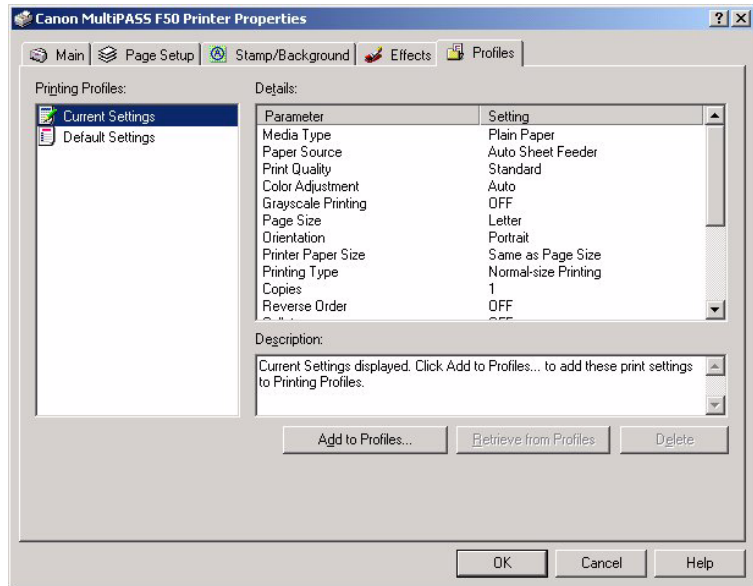 Canon MultiPASS F50 Printer Properties
Main Page Setup Stamp/Background Effects Profiles
Printing Profiles:
Current Settings
Default Settings
Details:
Parameter Setting
Media Type Plain Paper
Paper Source Auto Sheet Feeder
Print Quality Standard
Color Adjustment Auto
Grayscale Printing OFF
Page Size Letter
Orientation Portrait
Printer Paper Size Same as Page Size
Printing Type Normal-size Printing
Copies 1
Reverse Order OFF
Description:
Current Settings displayed. Click Add to Profiles... to add these print settings
to Printing Profiles.
Add to Profiles... Retrieve from Profiles Delete
OK Cancel Help